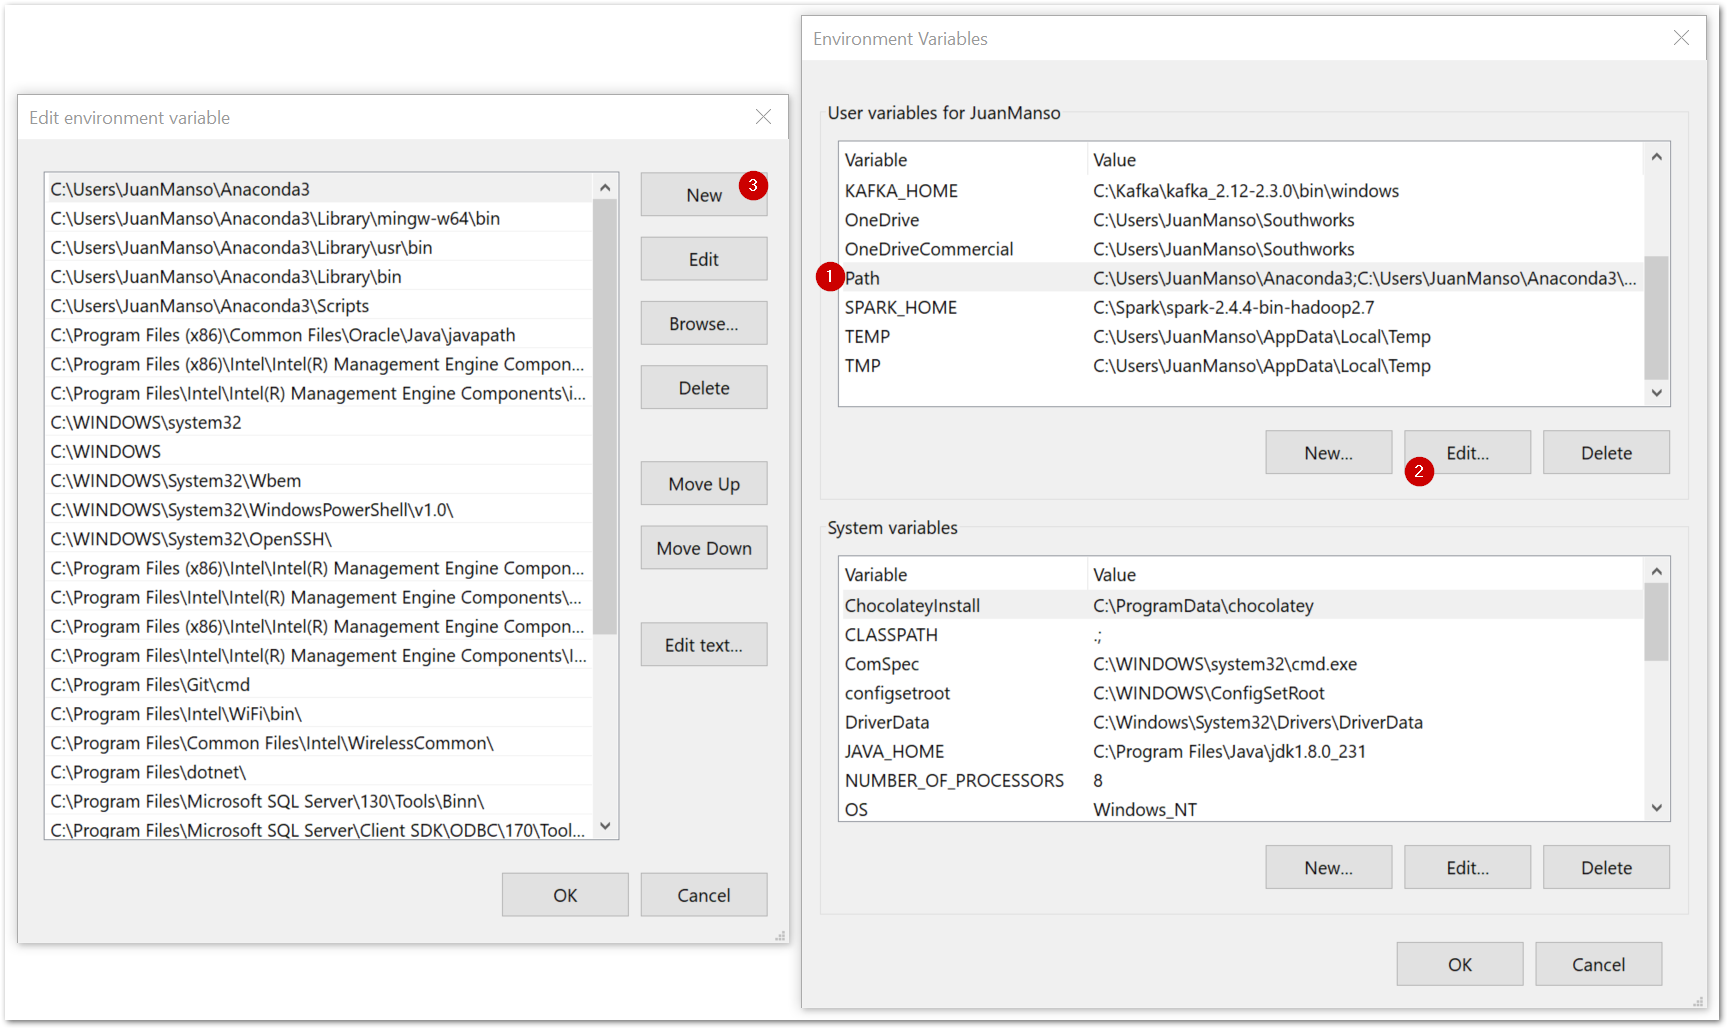 Edit environment variable
C:\Users\JuanManso\Anaconda3
C:\Users\JuanManso\Anaconda3\Library\mingw-w64\bin
C:\Users\JuanManso\Anaconda3\Library\usr\bin
C:\Users\JuanManso\Anaconda3\Library\bin
C:\Users\JuanManso\Anaconda3\Scripts
C:\Program Files (x86)\Common Files\Oracle\Java\javapath
C:\Program Files (x86)\Intel\Intel(R) Management Engine Compon...
C:\Program Files\Intel\Intel(R) Management Engine Components\i...
C:\WINDOWS\system32
C:\WINDOWS
C:\WINDOWS\System32\Wbem
C:\WINDOWS\System32\WindowsPowerShell\v1.0\
C:\WINDOWS\System32\OpenSSH\
C:\Program Files (x86)\Intel\Intel(R) Management Engine Compon...
C:\Program Files\Intel\Intel(R) Management Engine Components\...
C:\Program Files (x86)\Intel\Intel(R) Management Engine Compon...
C:\Program Files\Intel\Intel(R) Management Engine Components\I...
C:\Program Files\Git\cmd
C:\Program Files\Intel\WiFi\bin\
C:\Program Files\Common Files\Intel\WirelessCommon\
C:\Program Files\dotnet\
C:\Program Files\Microsoft SQL Server\130\Tools\Binn\
C:\Program Files\Microsoft SQL Server\Client SDK\ODBC\170\Tool...
New 3
Edit
Browse...
Delete
Move Up
Move Down
Edit text...
OK Cancel
Environment Variables
User variables for JuanManso
Variable Value
KAFKA_HOME C:\Kafka\kafka_2.12-2.3.0\bin\windows
OneDrive C:\Users\JuanManso\Southworks
OneDriveCommercial C:\Users\JuanManso\Southworks
1 Path C:\Users\JuanManso\Anaconda3;C:\Users\JuanManso\Anaconda3\...
SPARK_HOME C:\Spark\spark-2.4.4-bin-hadoop2.7
TEMP C:\Users\JuanManso\AppData\Local\Temp
TMP C:\Users\JuanManso\AppData\Local\Temp
New... 2 Edit... Delete
System variables
Variable Value
ChocolateyInstall C:\ProgramData\chocolatey
CLASSPATH .;
ComSpec C:\WINDOWS\system32\cmd.exe
configsetroot C:\WINDOWS\ConfigSetRoot
DriverData C:\Windows\System32\Drivers\DriverData
JAVA_HOME C:\Program Files\Java\jdk1.8.0_231
NUMBER_OF_PROCESSORS 8
OS Windows_NT
New... Edit... Delete
OK Cancel